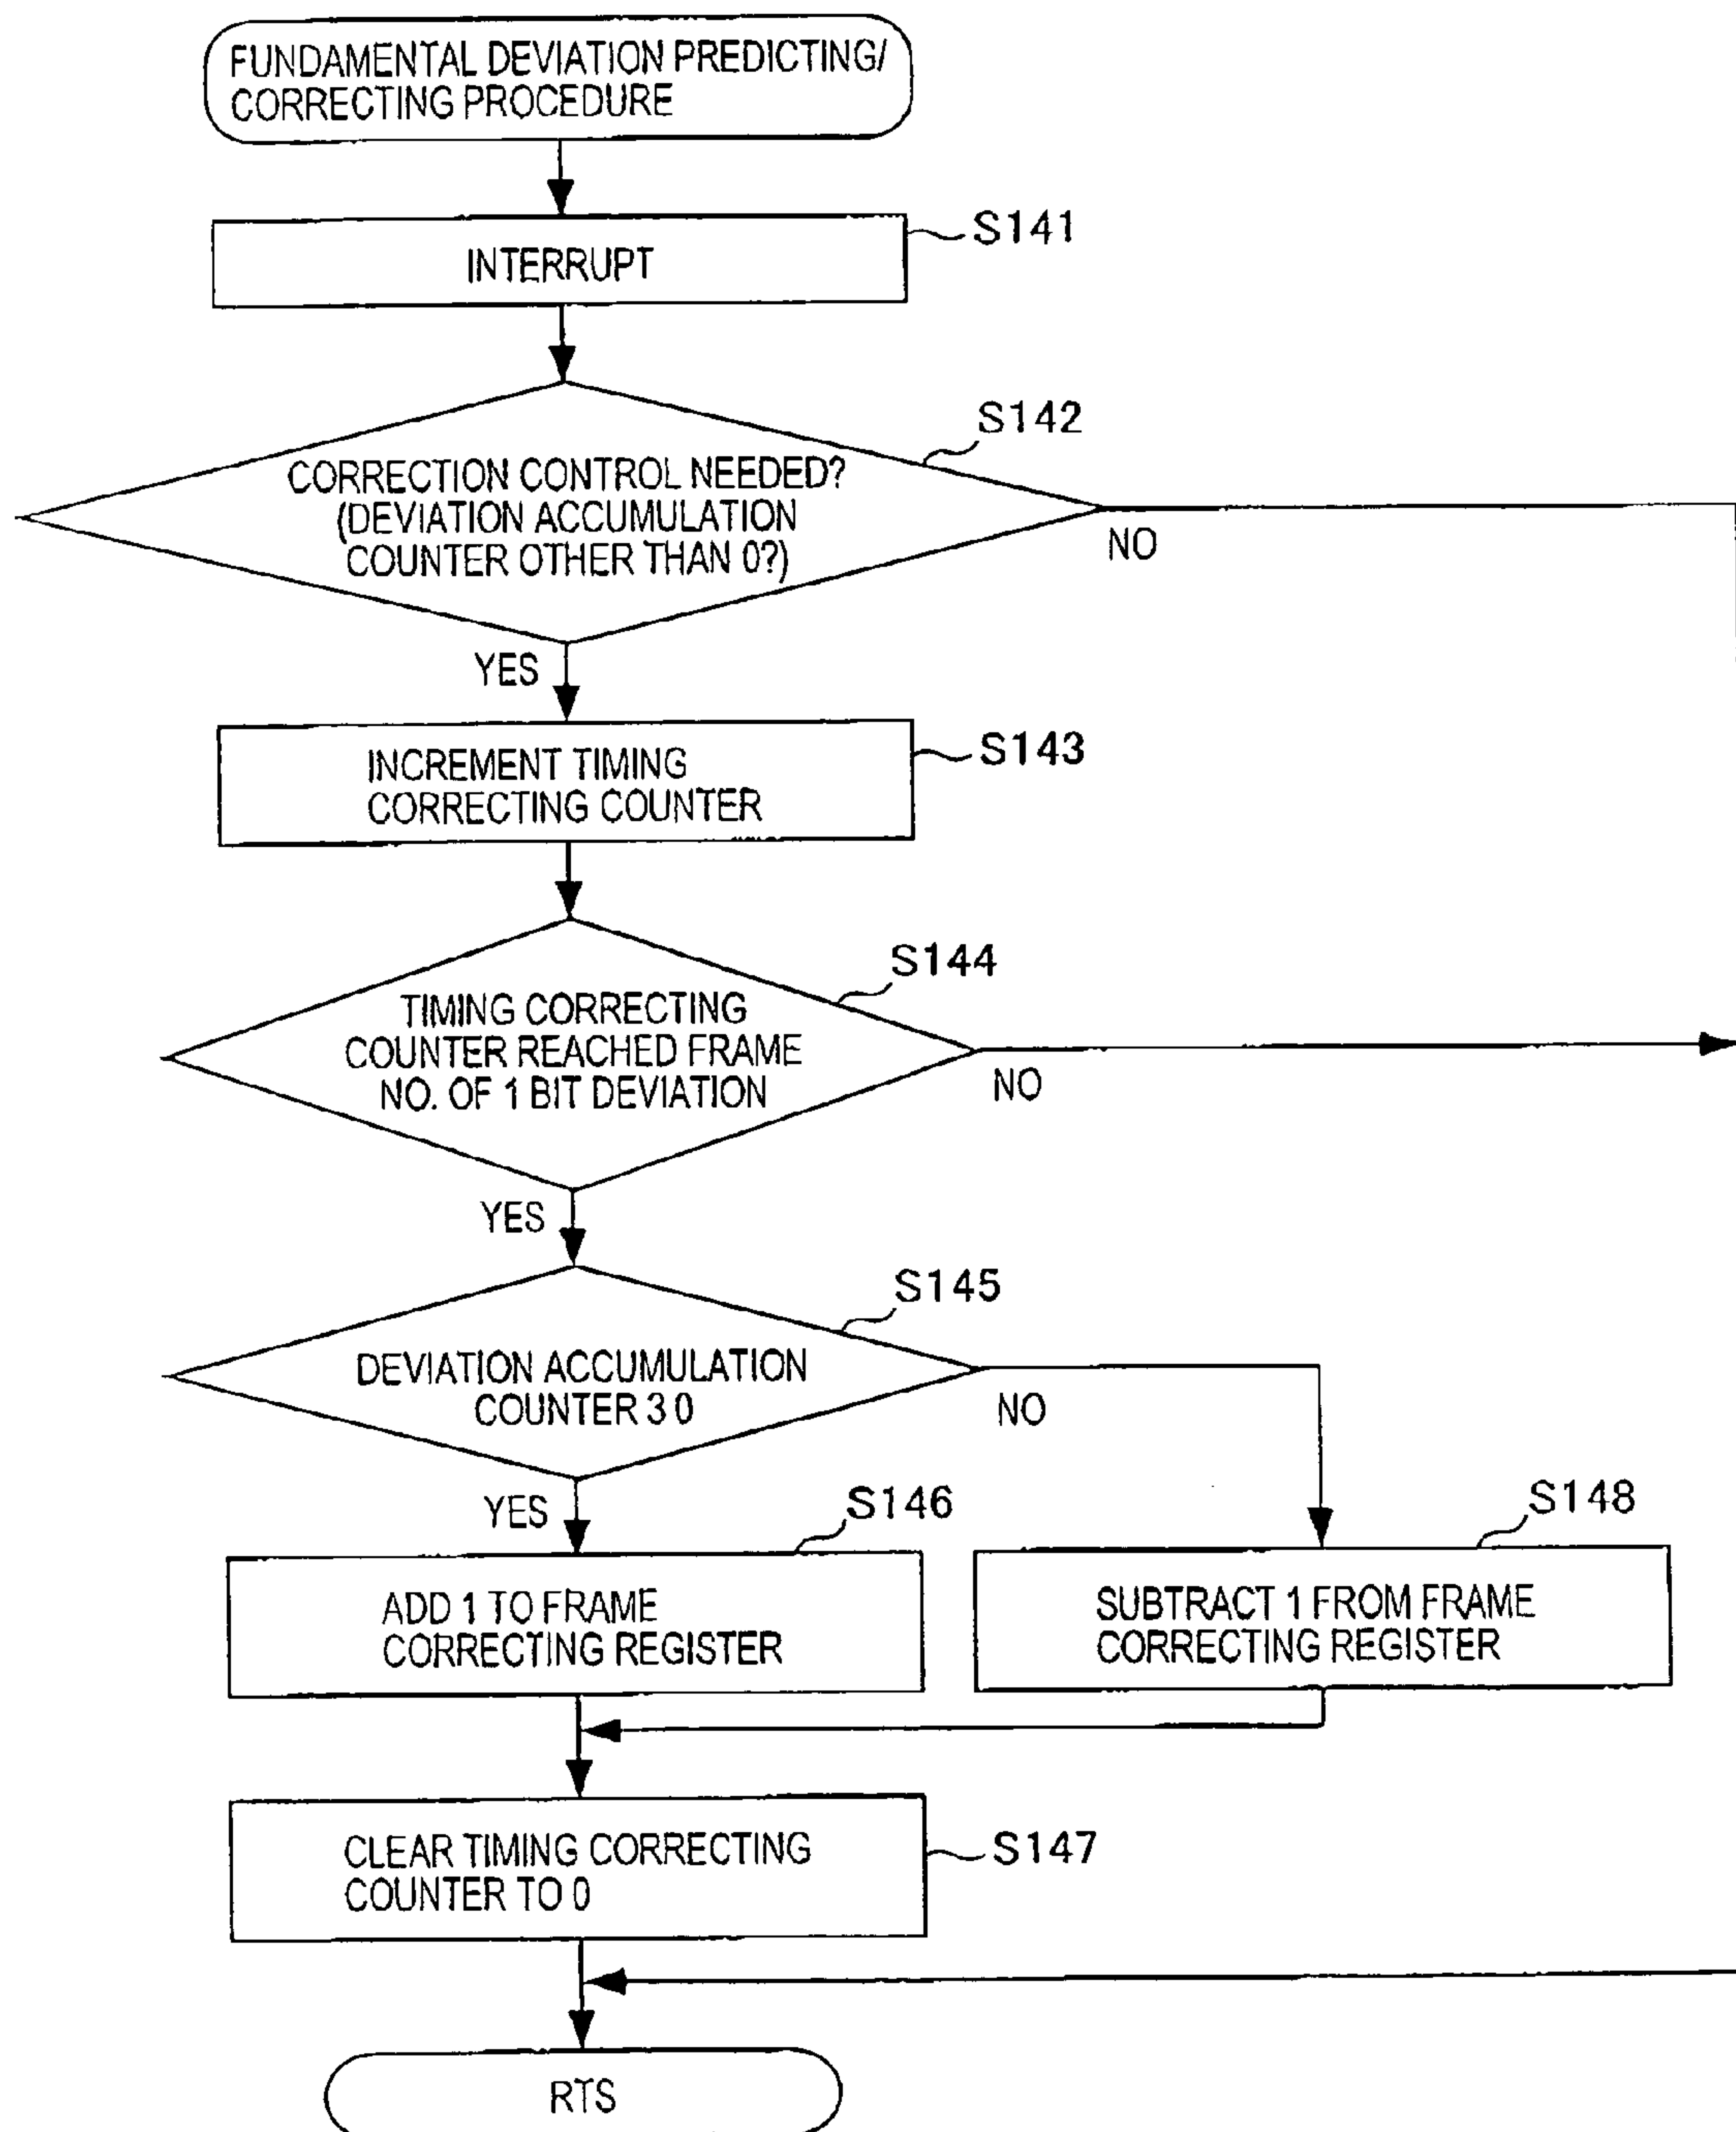 FUNDAMENTAL DEVIATION PREDICTING/
CORRECTING PROCEDURE
INTERRUPT
S141
CORRECTION CONTROL NEEDED?
(DEVIATION ACCUMULATION
COUNTER OTHER THAN 0?)
S142
NO
YES
INCREMENT TIMING
CORRECTING COUNTER
S143
TIMING CORRECTING
COUNTER REACHED FRAME
NO. OF 1 BIT DEVIATION
S144
NO
YES
DEVIATION ACCUMULATION
COUNTER 3 0
S145
NO
YES
ADD 1 TO FRAME
CORRECTING REGISTER
S146
SUBTRACT 1 FROM FRAME
CORRECTING REGISTER
S148
CLEAR TIMING CORRECTING
COUNTER TO 0
S147
RTS